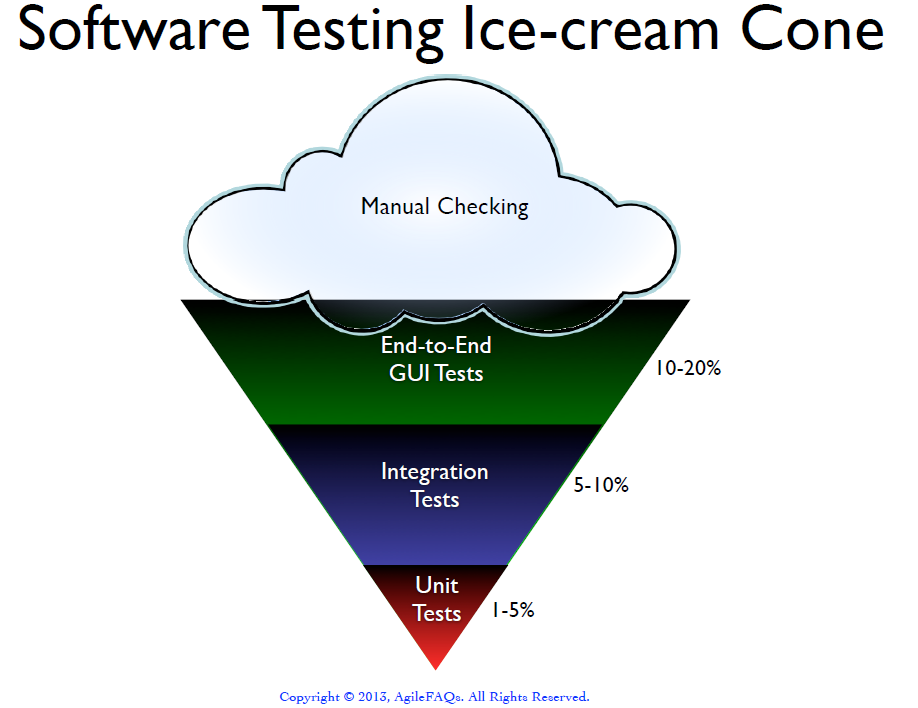 Software Testing Ice-cream Cone
Manual Checking
End-to-End
GUI Tests
10-20%
Integration
Tests
5-10%
Unit
Tests
1-5%
Copyright © 2013, AgileFAQs. All Rights Reserved.